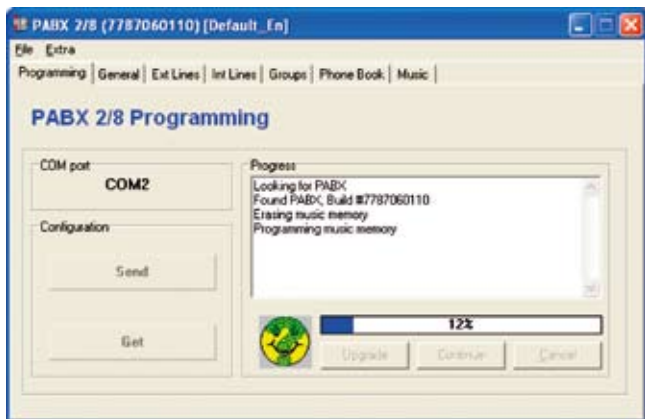 PABX 2/8 (7787060110) [Default_En]
File Extra
Programming General Ext Lines Int Lines Groups Phone Book Music
PABX 2/8 Programming
COM port
COM2
Configuration
Send
Get
Progress
Looking for PABX
Found PABX, Build #7787060110
Erasing music memory
Programming music memory
12%
Upgrade Continue Cancel